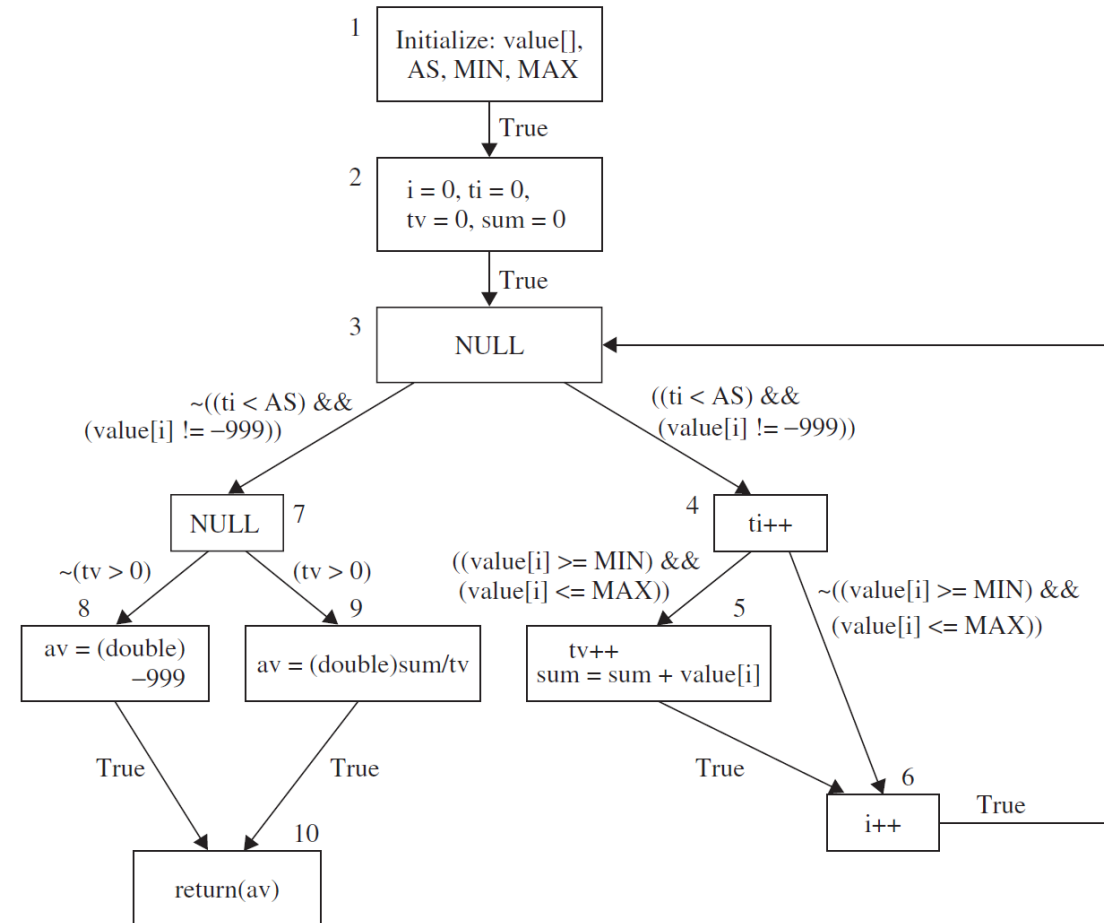 1
Initialize: value[],
AS, MIN, MAX
True
2
i = 0, ti = 0,
tv = 0, sum = 0
True
3
NULL
~((ti < AS) &&
(value[i] != −999))
((ti < AS) &&
(value[i] != −999))
NULL
7
4
ti++
~(tv > 0)
(tv > 0)
((value[i] >= MIN) &&
(value[i] <= MAX))
~((value[i] >= MIN) &&
(value[i] <= MAX))
8
av = (double)
−999
9
av = (double)sum/tv
5
tv++
sum = sum + value[i]
True
True
True
6
i++
True
10
return(av)